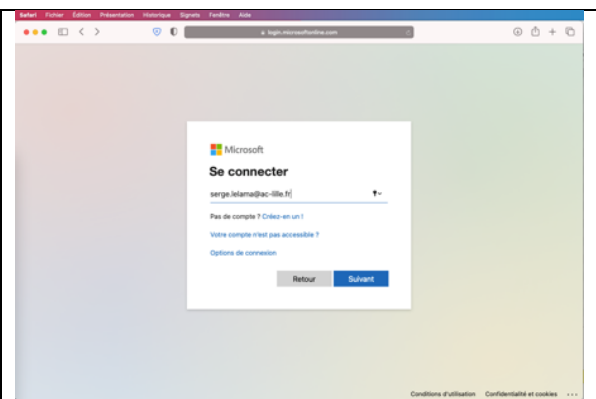 Safari Fichier Édition Présentation Historique Signets Fenêtre Aide
login.microsoftonline.com
Microsoft
Se connecter
serge.lelama@ac-lille.fr
Pas de compte ? Créez-en un !
Votre compte n'est pas accessible ?
Options de connexion
Retour Suivant
Conditions d'utilisation Confidentialité et cookies ...